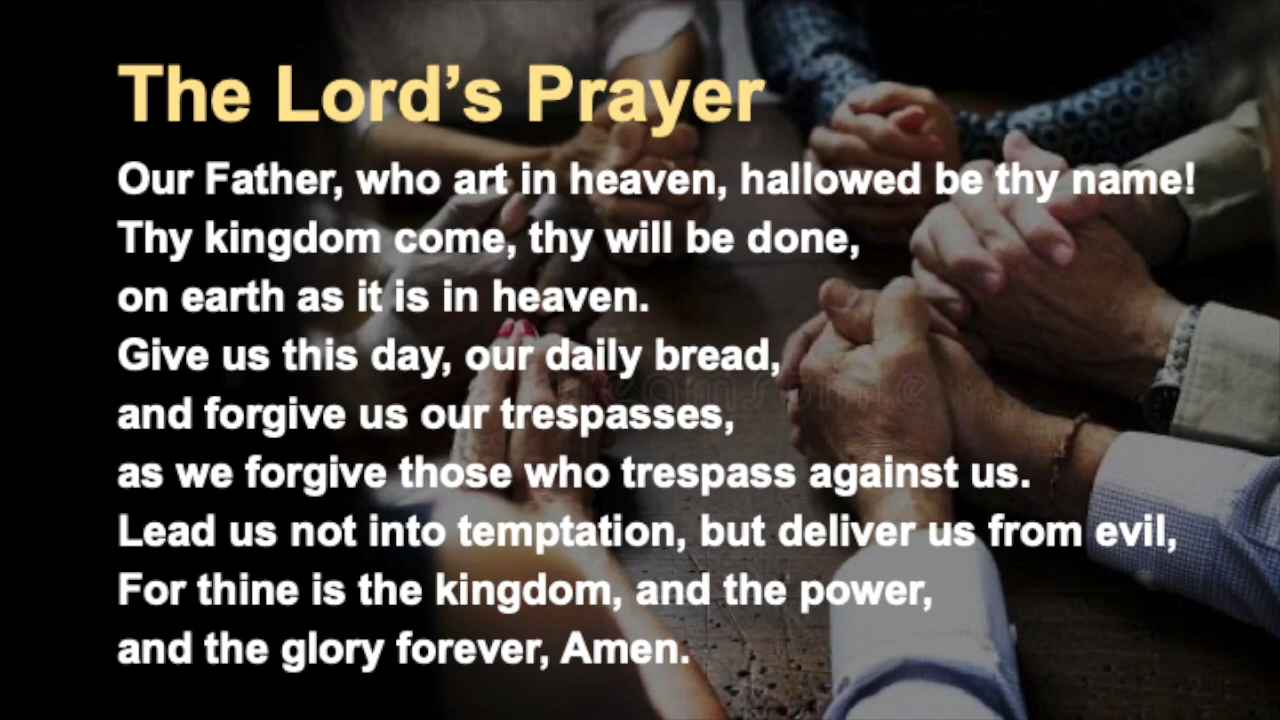 The Lord’s Prayer
Our Father, who art in heaven, hallowed be thy name!
Thy kingdom come, thy will be done,
on earth as it is in heaven.
Give us this day, our daily bread,
and forgive us our trespasses,
as we forgive those who trespass against us.
Lead us not into temptation, but deliver us from evil,
For thine is the kingdom, and the power,
and the glory forever, Amen.